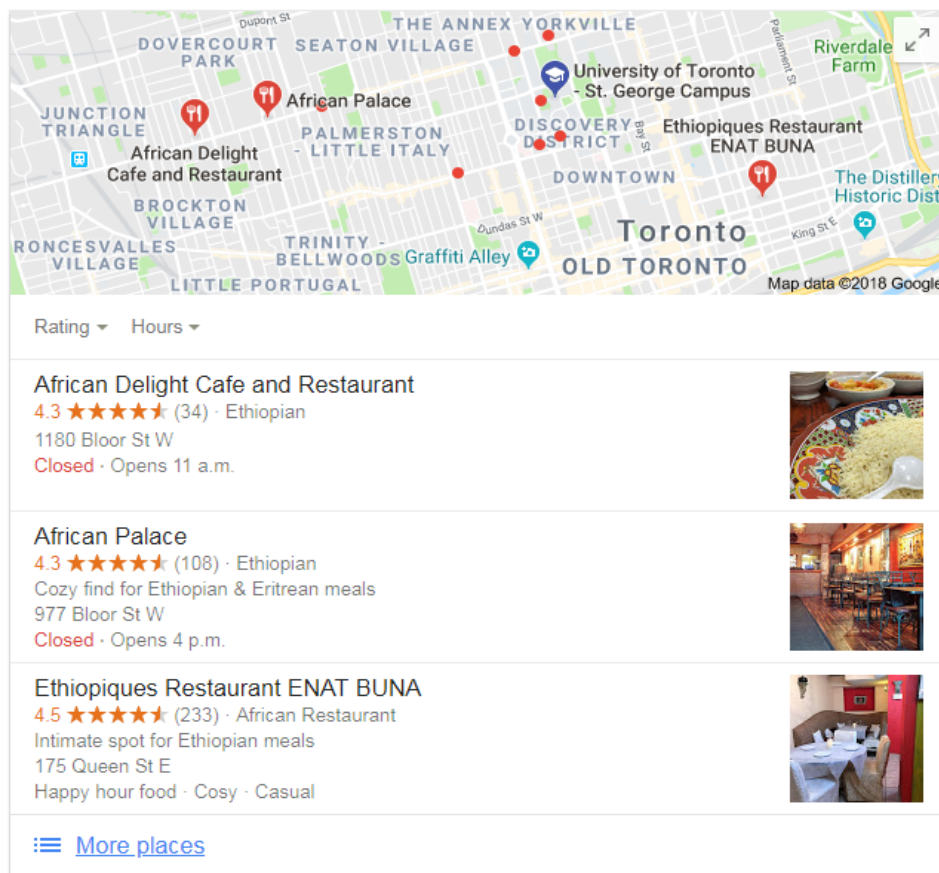 Dupont St
THE ANNEX YORKVILLE
DOVERCOURT
PARK
SEATON VILLAGE
Parliament St
Riverdale
Farm
University of Toronto
- St. George Campus
African Palace
JUNCTION
TRIANGLE
PALMERSTON
- LITTLE ITALY
DISCOVERY
DISTRICT
Bay St
Ethiopiques Restaurant
ENAT BUNA
African Delight
Cafe and Restaurant
DOWNTOWN
The Distiller
Historic Dist
BROCKTON
VILLAGE
Dundas St W
Toronto
King St E
RONCESVALLES
VILLAGE
TRINITY -
BELLWOODS
Graffiti Alley
OLD TORONTO
LITTLE PORTUGAL
Map data ©2018 Google
Rating Hours
African Delight Cafe and Restaurant
4.3 ★★★★★ (34) · Ethiopian
1180 Bloor St W
Closed · Opens 11 a.m.
African Palace
4.3 ★★★★★ (108) · Ethiopian
Cozy find for Ethiopian & Eritrean meals
977 Bloor St W
Closed · Opens 4 p.m.
Ethiopiques Restaurant ENAT BUNA
4.5 ★★★★★ (233) · African Restaurant
Intimate spot for Ethiopian meals
175 Queen St E
Happy hour food · Cosy · Casual
More places